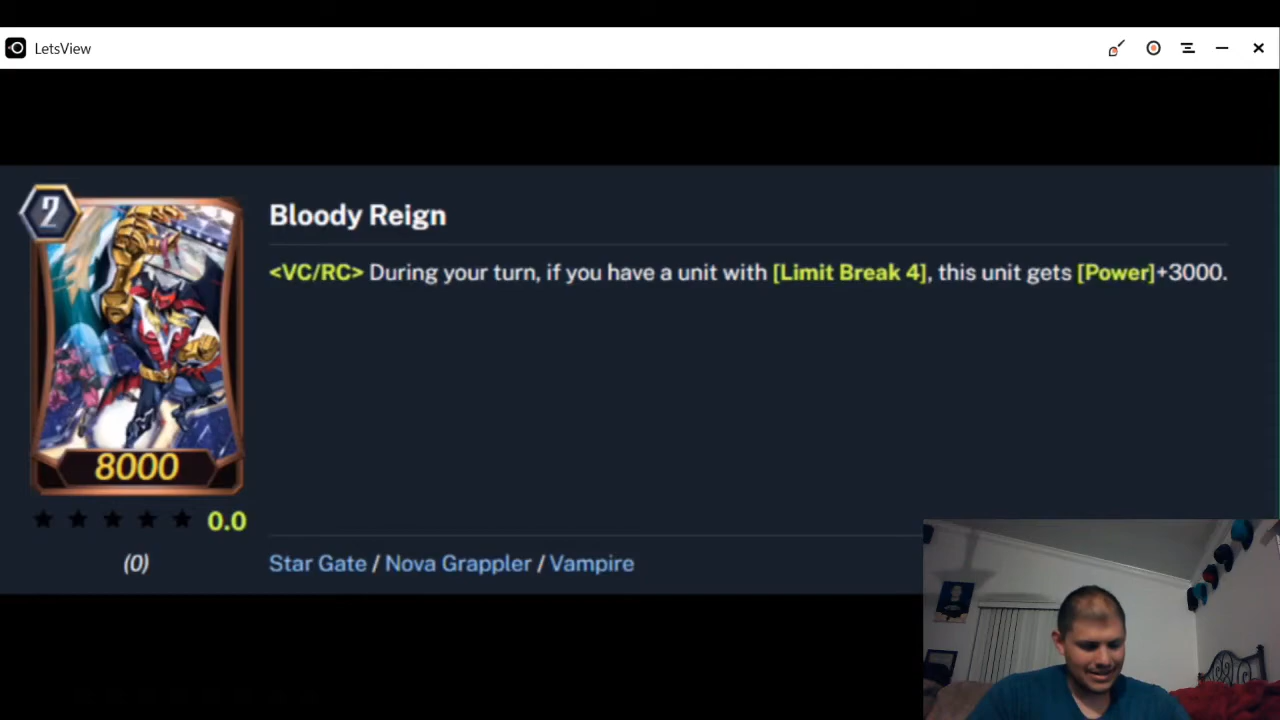 LetsView
2
Bloody Reign
<VC/RC> During your turn, if you have a unit with [Limit Break 4], this unit gets [Power]+3000.
8000
0.0
(0)
Star Gate / Nova Grappler / Vampire